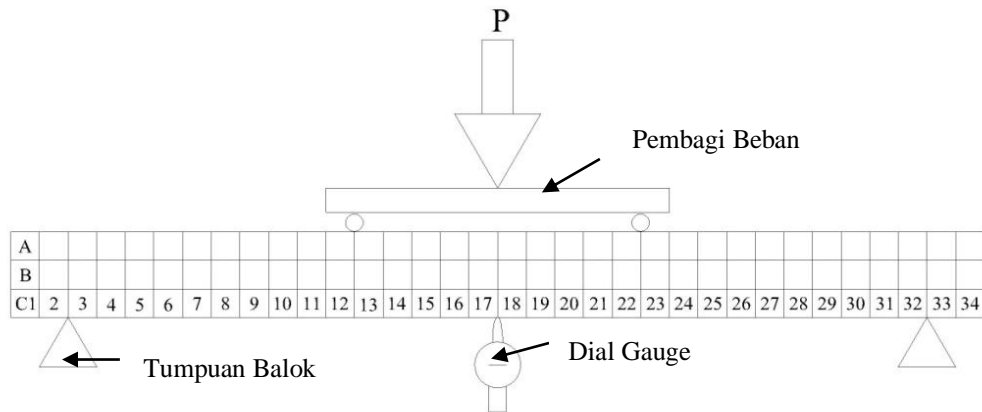 P
Pembagi Beban
A
B
C1 2 3 4 5 6 7 8 9 10 11 12 13 14 15 16 17 18 19 20 21 22 23 24 25 26 27 28 29 30 31 32 33 34
Tumpuan Balok
Dial Gauge